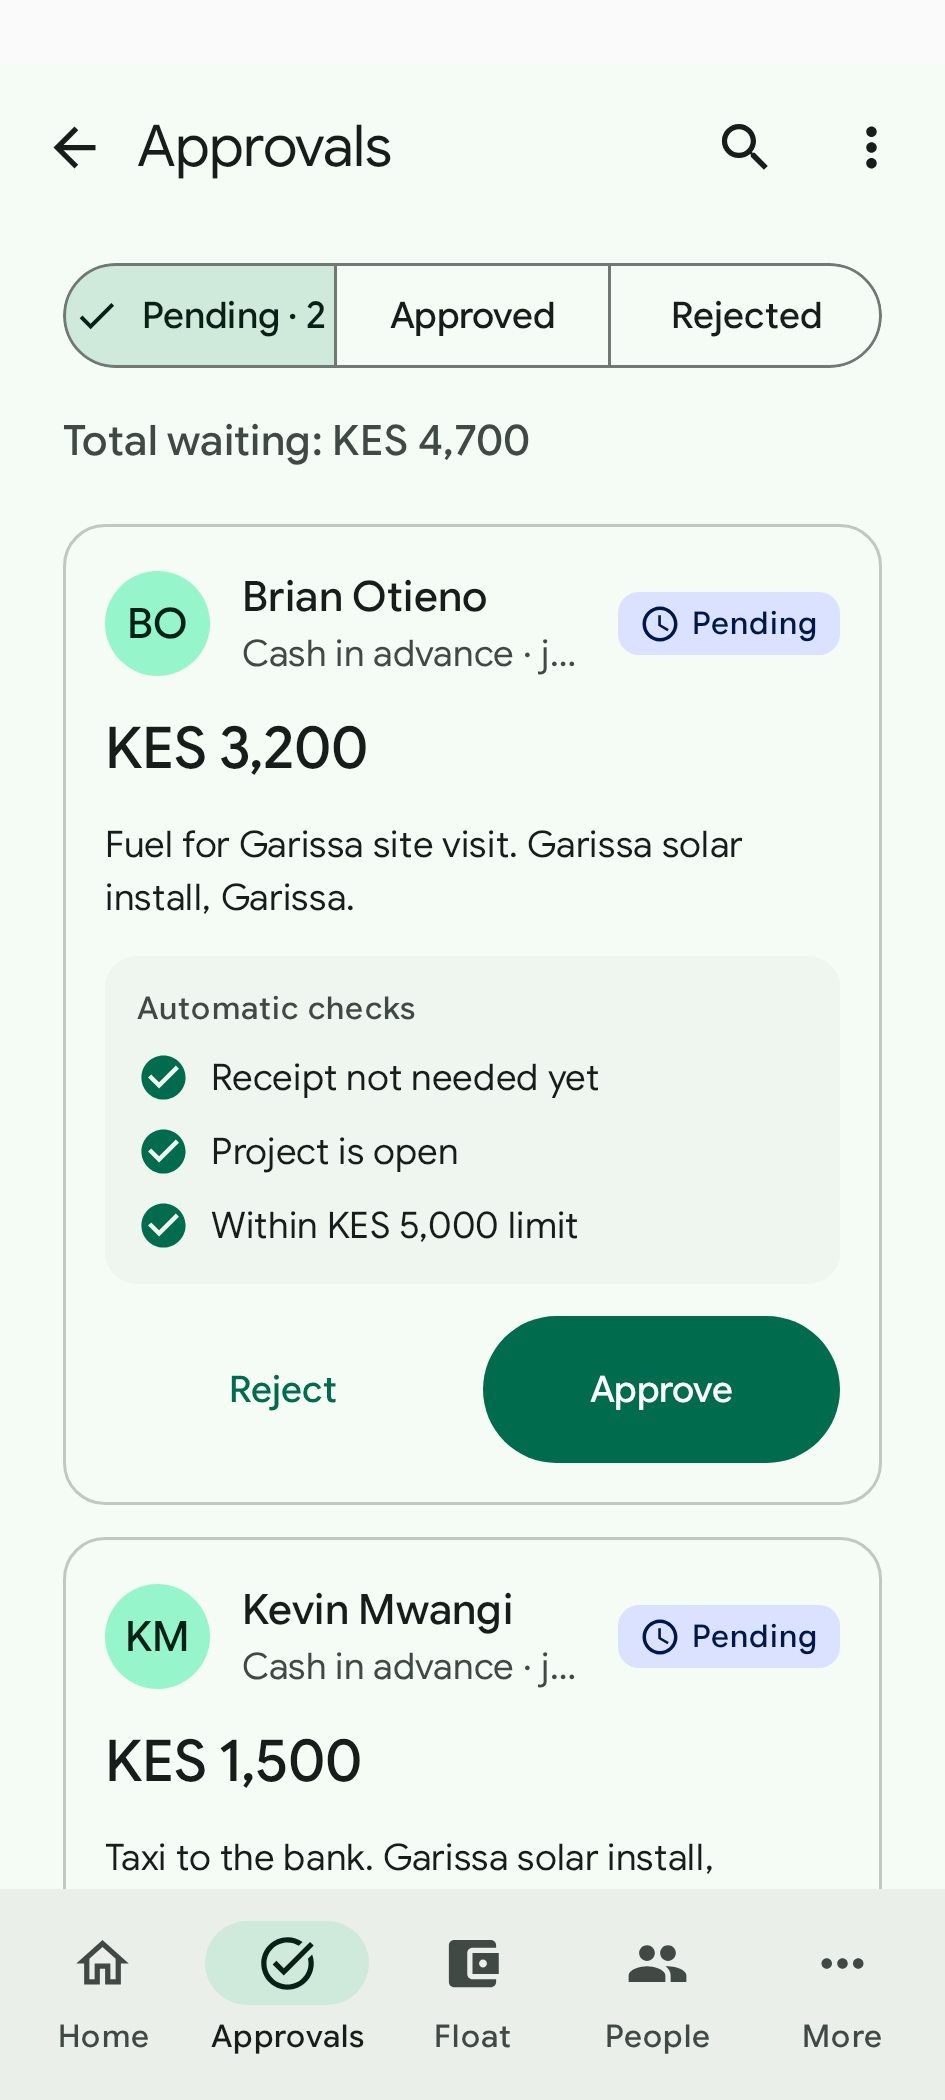 Approvals
Pending · 2
Approved
Rejected
Total waiting: KES 4,700
BO
Brian Otieno
Cash in advance · j...
Pending
KES 3,200
Fuel for Garissa site visit. Garissa solar
install, Garissa.
Automatic checks
Receipt not needed yet
Project is open
Within KES 5,000 limit
Reject
Approve
KM
Kevin Mwangi
Cash in advance · j...
Pending
KES 1,500
Taxi to the bank. Garissa solar install,
Home
Approvals
Float
People
More